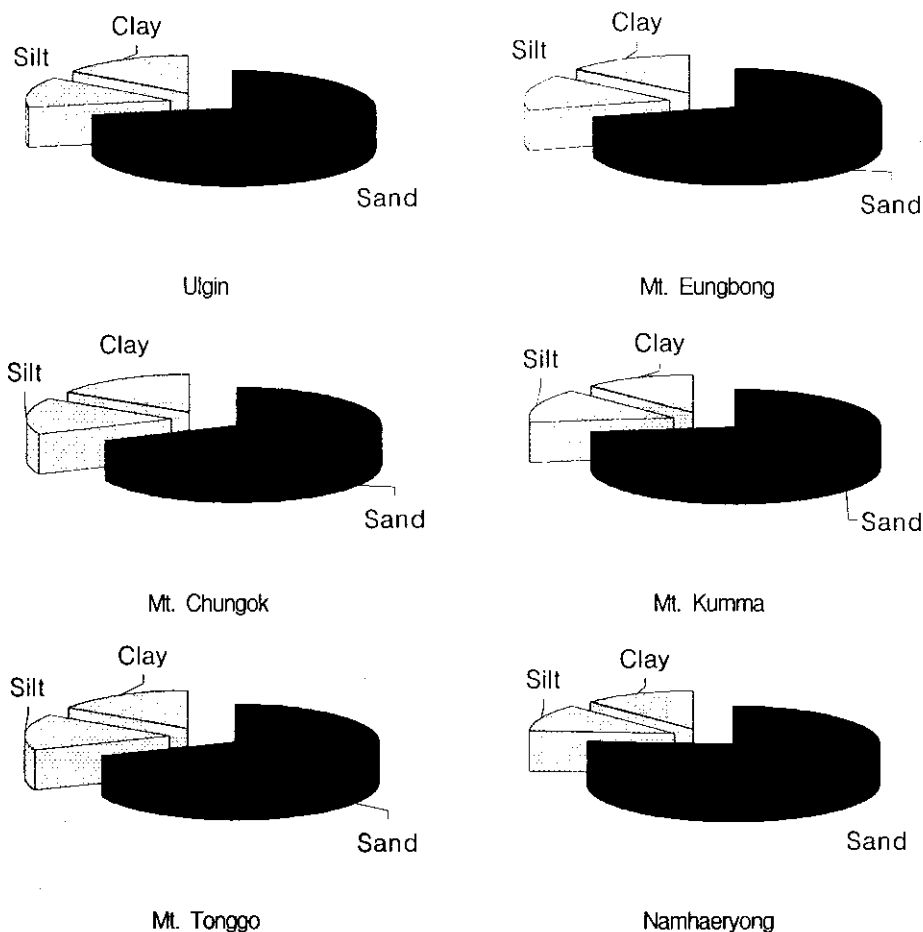 Clay
Silt
Sand
Ulgin
Clay
Silt
Sand
Mt. Eungbong
Clay
Silt
Sand
Mt. Chungok
Clay
Silt
Sand
Mt. Kumma
Clay
Silt
Sand
Mt. Tonggo
Clay
Silt
Sand
Namhaeryong